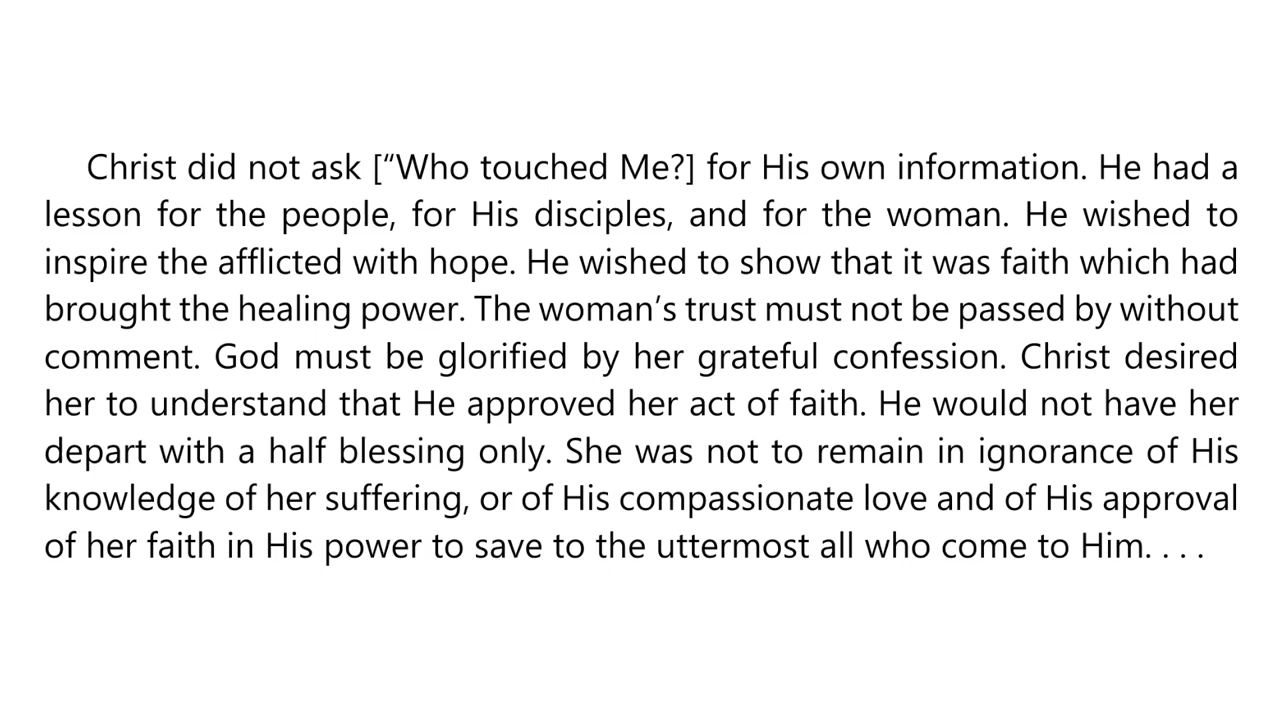 Christ did not ask [“Who touched Me?] for His own information. He had a
lesson for the people, for His disciples, and for the woman. He wished to
inspire the afflicted with hope. He wished to show that it was faith which had
brought the healing power. The woman’s trust must not be passed by without
comment. God must be glorified by her grateful confession. Christ desired
her to understand that He approved her act of faith. He would not have her
depart with a half blessing only. She was not to remain in ignorance of His
knowledge of her suffering, or of His compassionate love and of His approval
of her faith in His power to save to the uttermost all who come to Him. . . .